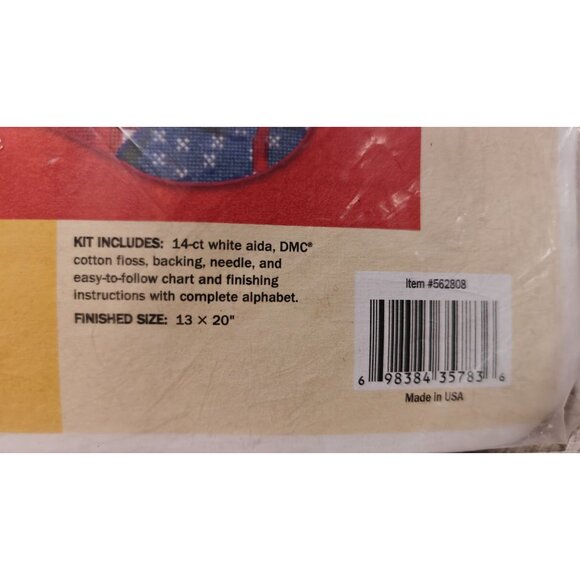 KIT INCLUDES: 14-ct white aida, DMC®
cotton floss, backing, needle, and
easy-to-follow chart and finishing
instructions with complete alphabet.
FINISHED SIZE: 13 × 20"
Item #562808
6 98384 35783 6
Made in USA